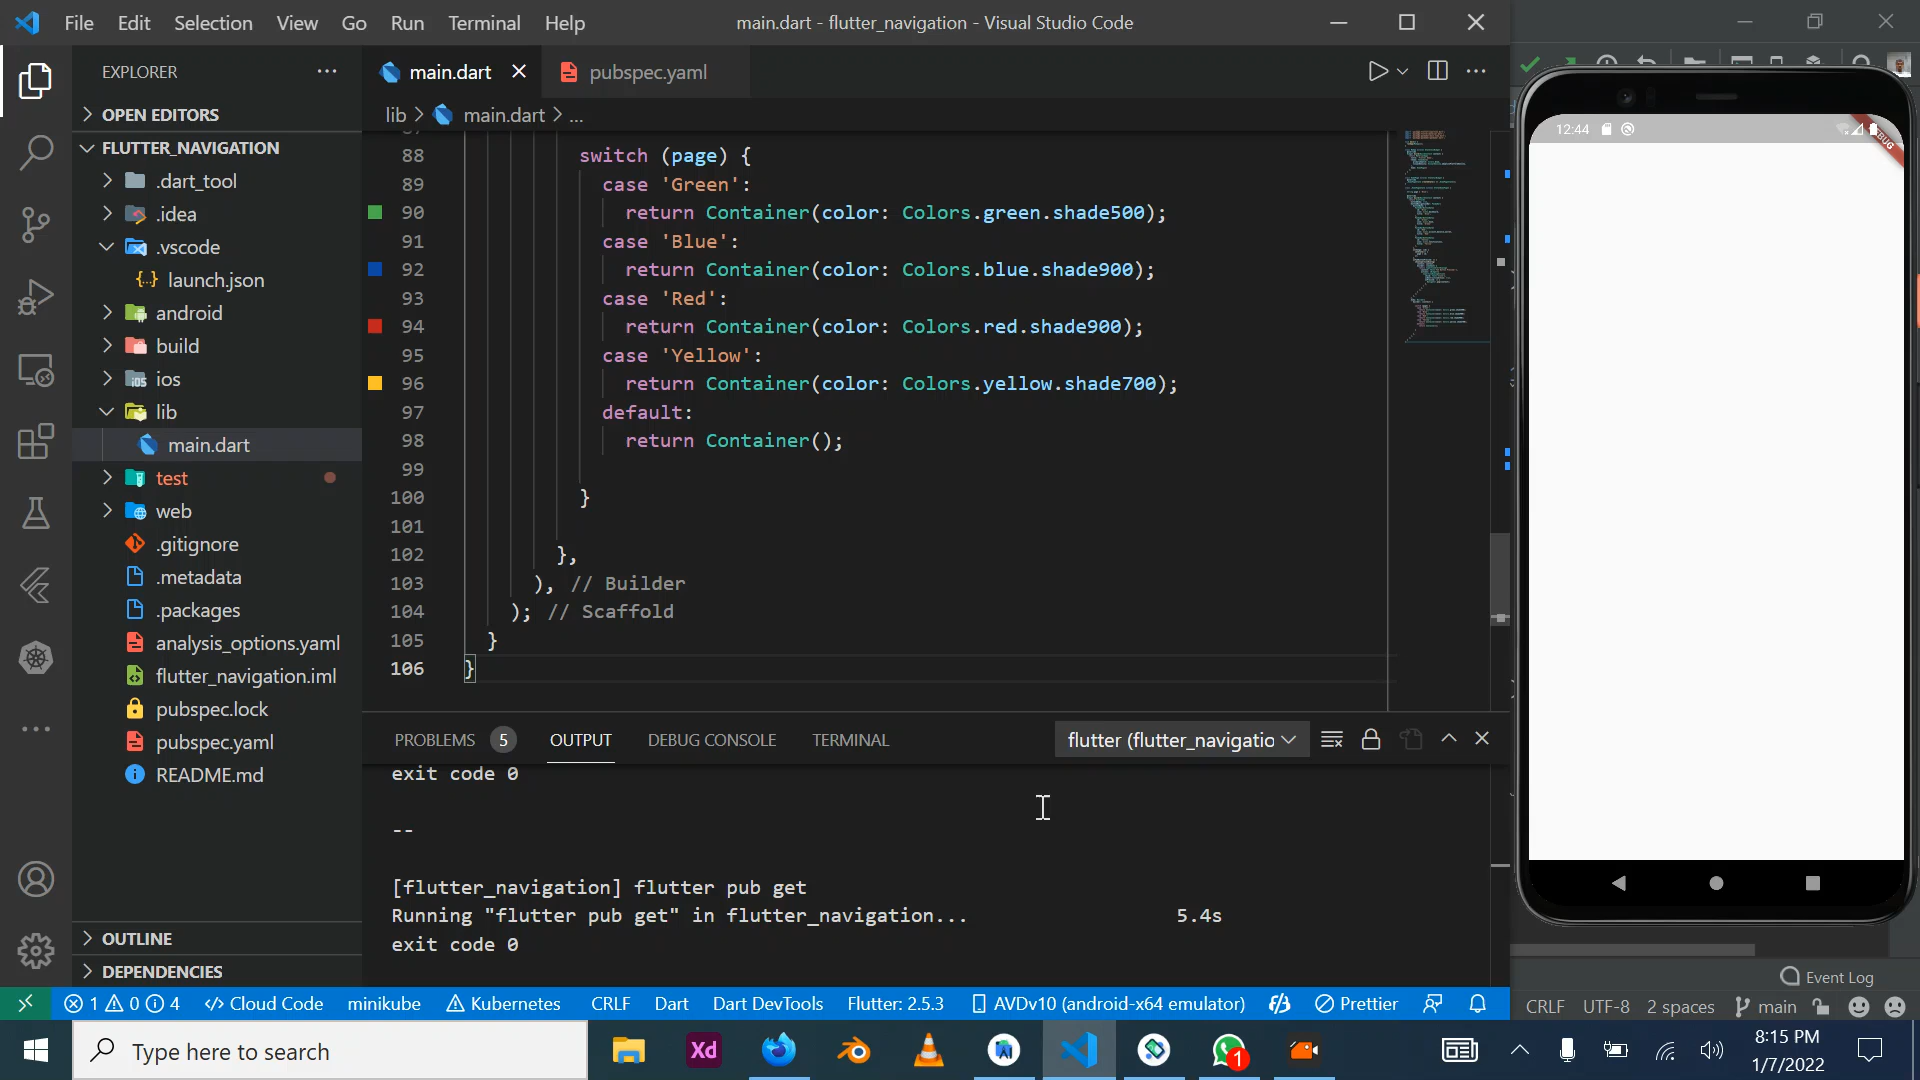 File Edit Selection View Go Run Terminal Help
main.dart - flutter_navigation - Visual Studio Code
EXPLORER
main.dart
pubspec.yaml
OPEN EDITORS
lib > main.dart > ...
FLUTTER_NAVIGATION
.dart_tool
.idea
.vscode
launch.json
android
build
ios
lib
main.dart
test
web
.gitignore
.metadata
.packages
analysis_options.yaml
flutter_navigation.iml
pubspec.lock
pubspec.yaml
README.md
OUTLINE
DEPENDENCIES
88 switch (page) {
89 case 'Green':
90 return Container(color: Colors.green.shade500);
91 case 'Blue':
92 return Container(color: Colors.blue.shade900);
93 case 'Red':
94 return Container(color: Colors.red.shade900);
95 case 'Yellow':
96 return Container(color: Colors.yellow.shade700);
97 default:
98 return Container();
99
100 }
101
102 },
103 ), // Builder
104 ); // Scaffold
105 }
106 }
PROBLEMS 5 OUTPUT DEBUG CONSOLE TERMINAL
flutter (flutter_navigatio
exit code 0
--
[flutter_navigation] flutter pub get
Running "flutter pub get" in flutter_navigation... 5.4s
exit code 0
12:44
Event Log
1 0 4 Cloud Code minikube Kubernetes CRLF Dart Dart DevTools Flutter: 2.5.3 AVDv10 (android-x64 emulator) Prettier
CRLF UTF-8 2 spaces main
Type here to search
Xd
1
8:15 PM
1/7/2022